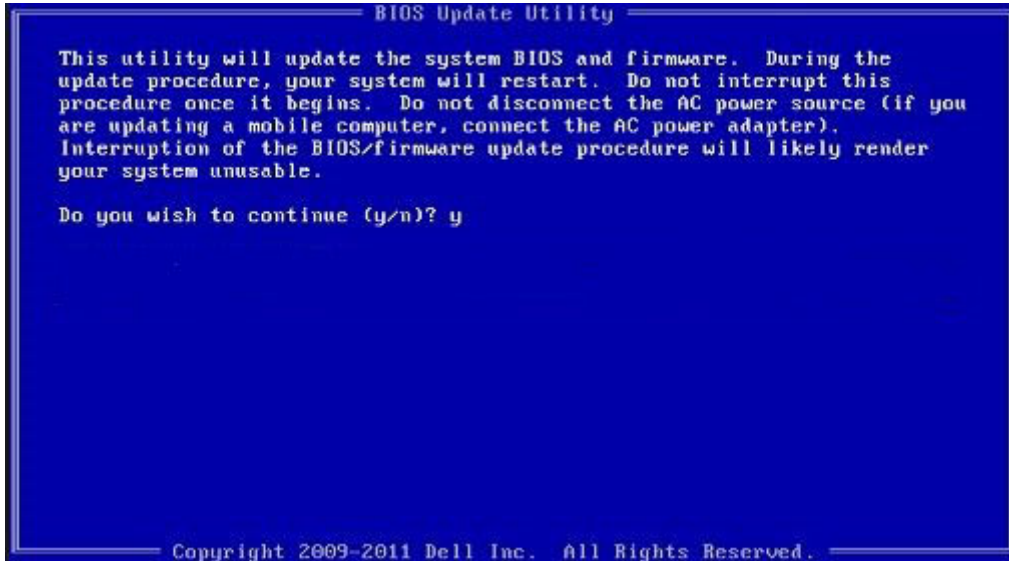 BIOS Update Utility
This utility will update the system BIOS and firmware. During the
update procedure, your system will restart. Do not interrupt this
procedure once it begins. Do not disconnect the AC power source (if you
are updating a mobile computer, connect the AC power adapter).
Interruption of the BIOS/firmware update procedure will likely render
your system unusable.
Do you wish to continue (y/n)? y
Copyright 2009-2011 Dell Inc. All Rights Reserved.